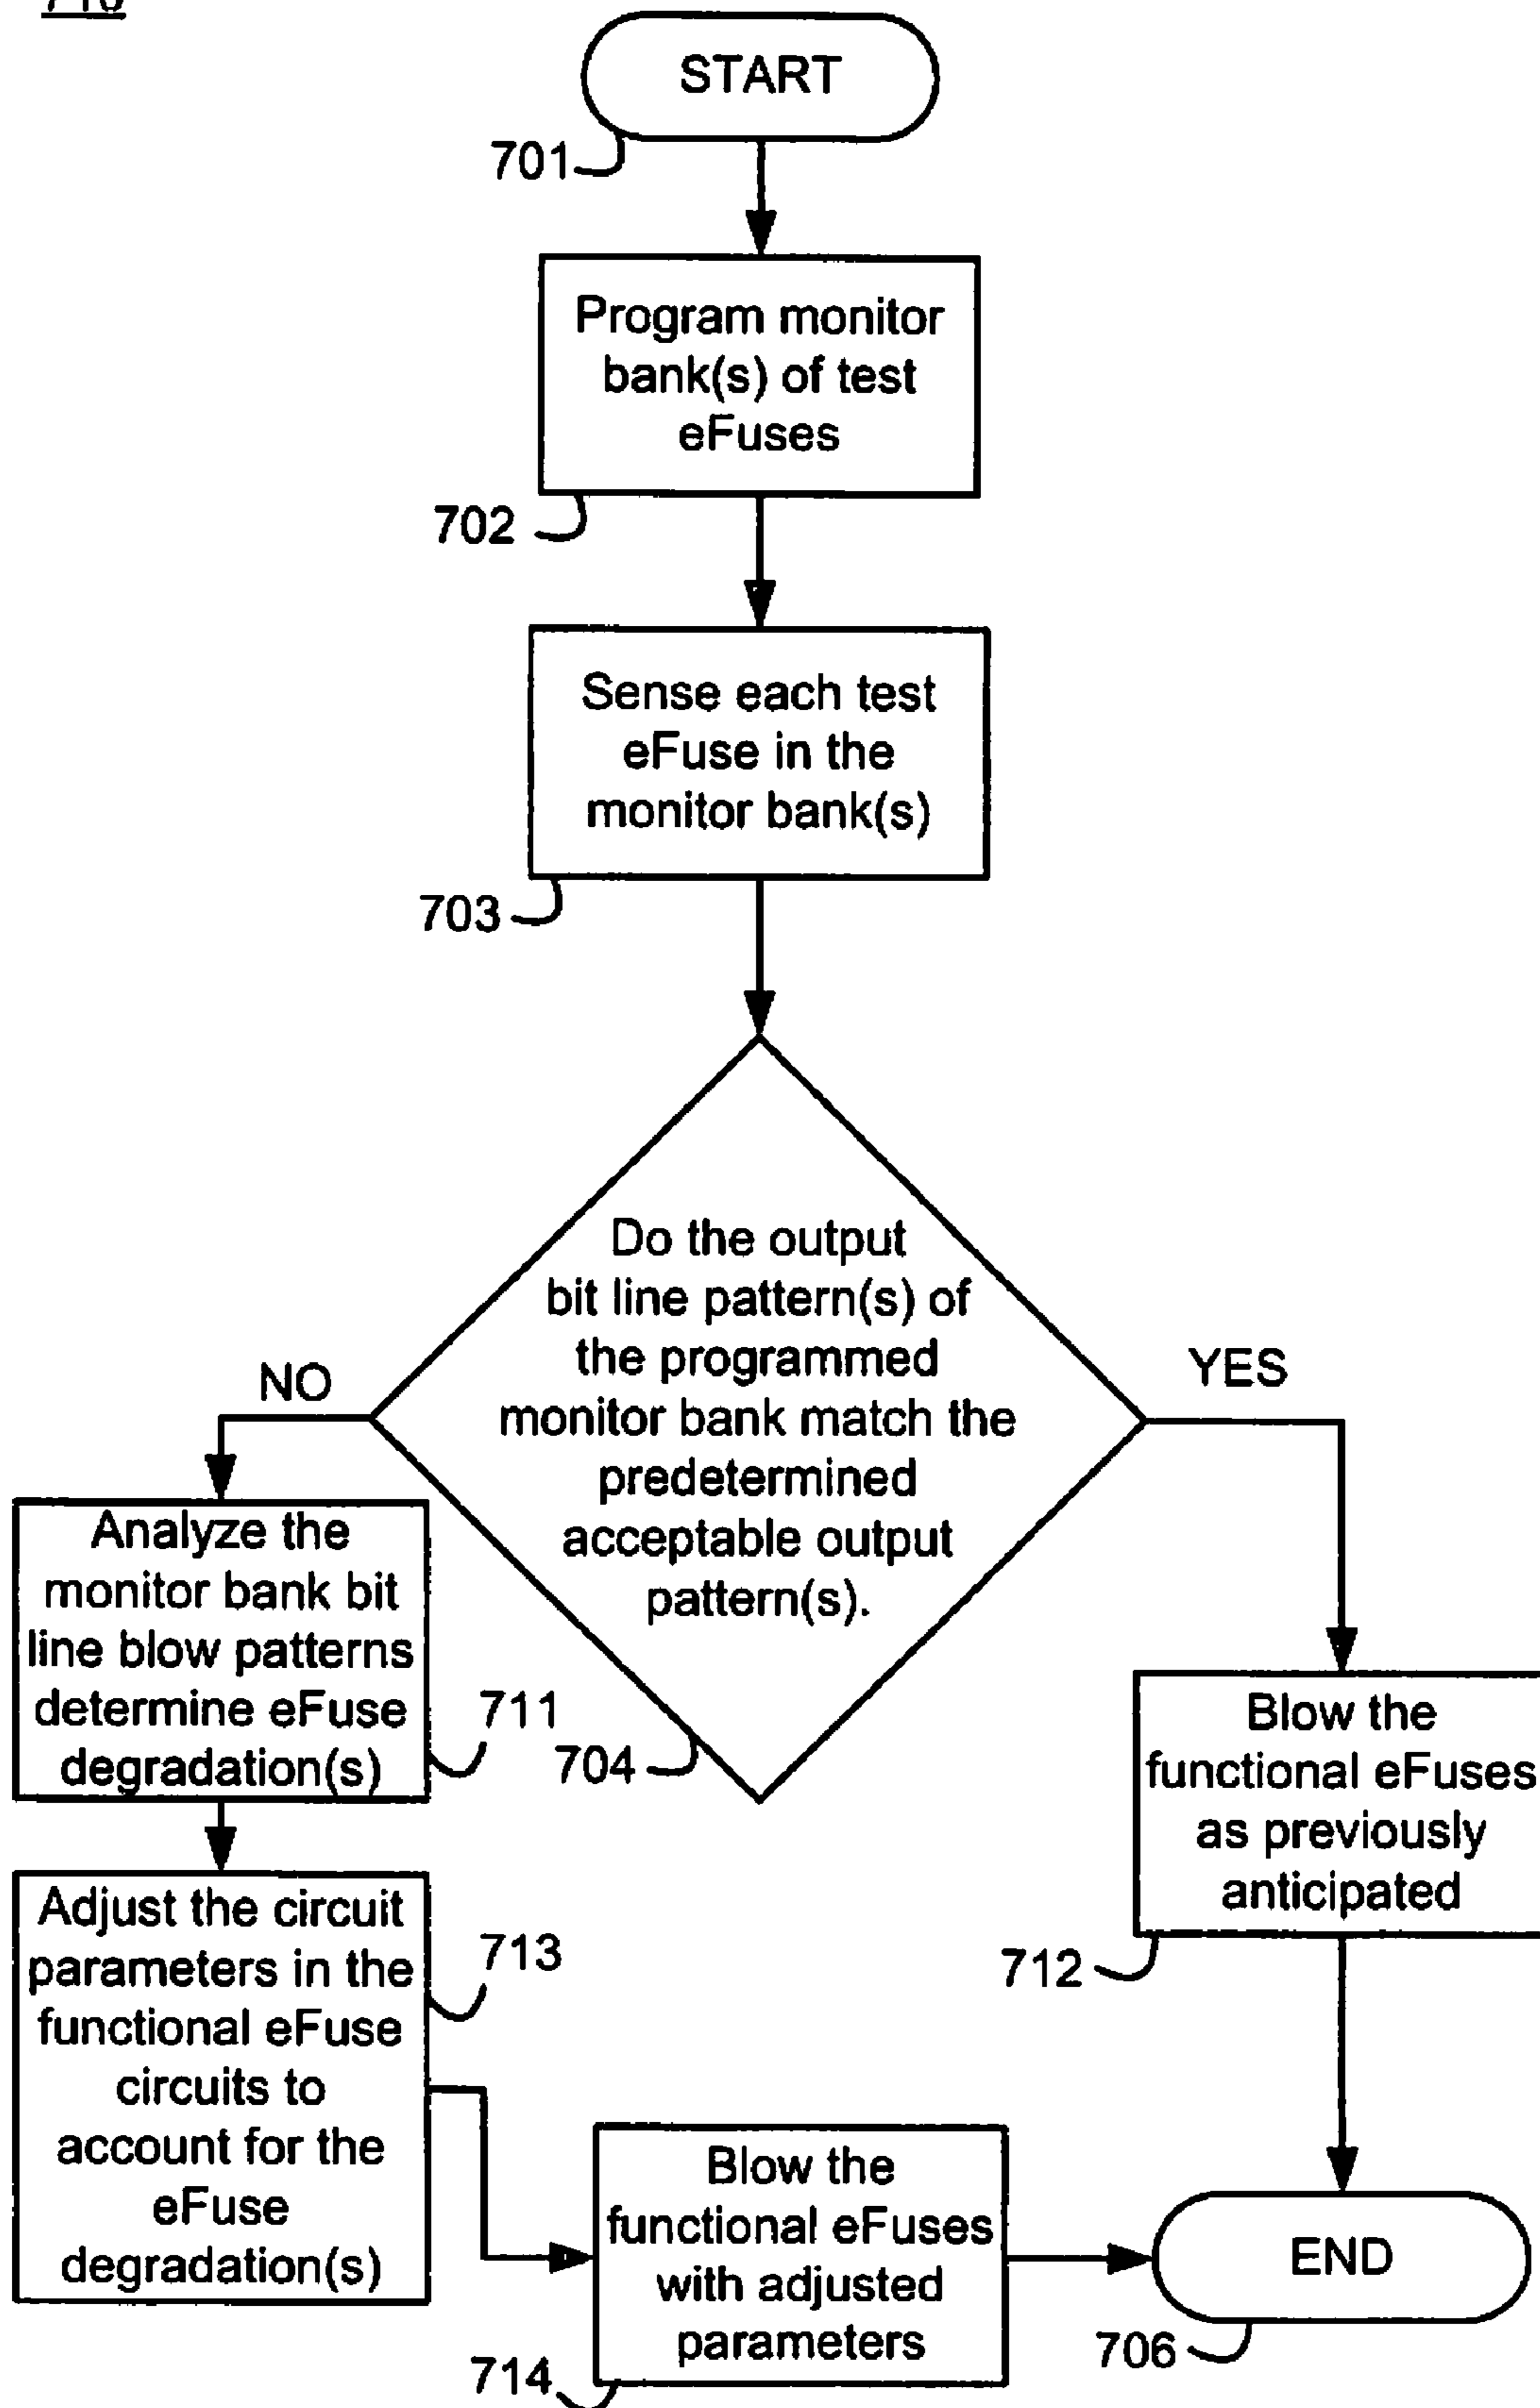 710
START
701
Program monitor
bank(s) of test
eFuses
702
Sense each test
eFuse in the
monitor bank(s)
703
Do the output
bit line pattern(s) of
the programmed
monitor bank match the
predetermined
acceptable output
pattern(s).
704
NO
YES
Analyze the
monitor bank bit
line blow patterns
determine eFuse
degradation(s)
711
Adjust the circuit
parameters in the
functional eFuse
circuits to
account for the
eFuse
degradation(s)
713
Blow the
functional eFuses
with adjusted
parameters
714
Blow the
functional eFuses
as previously
anticipated
712
END
706